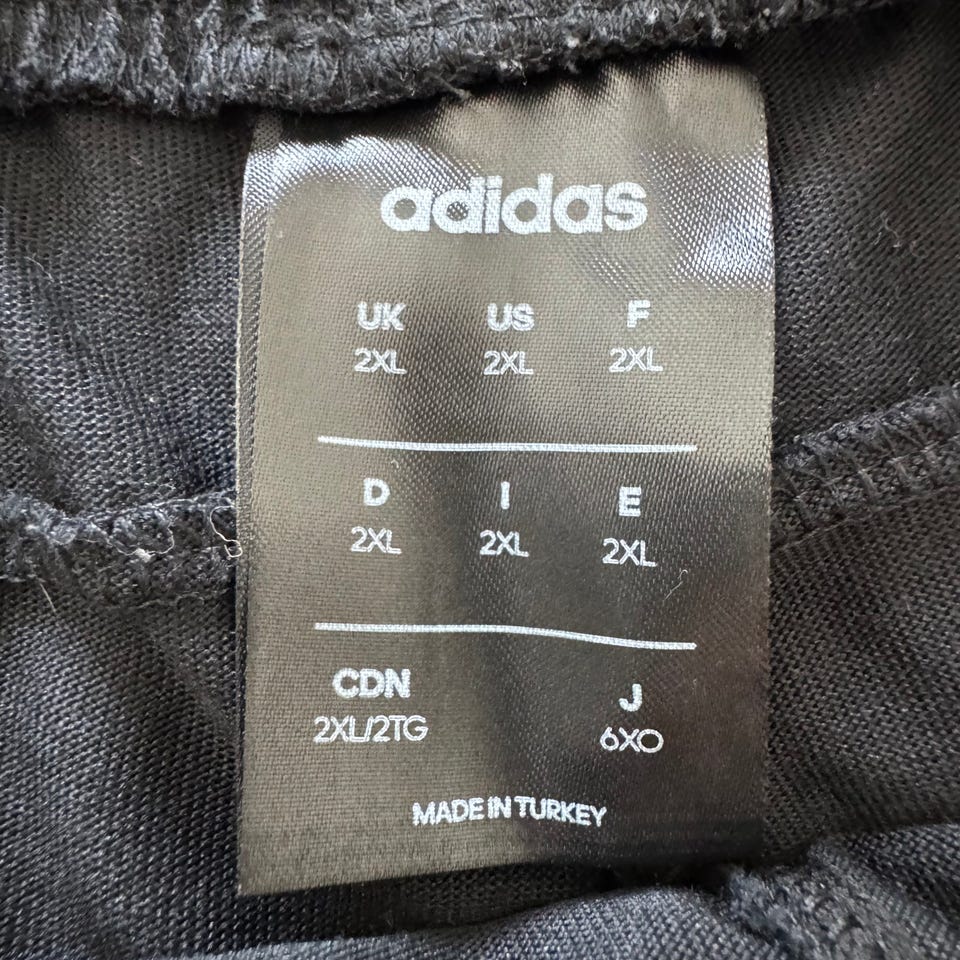 adidas
UK US F
2XL 2XL 2XL
D I E
2XL 2XL 2XL
CDN J
2XL/2TG 6XO
MADE IN TURKEY